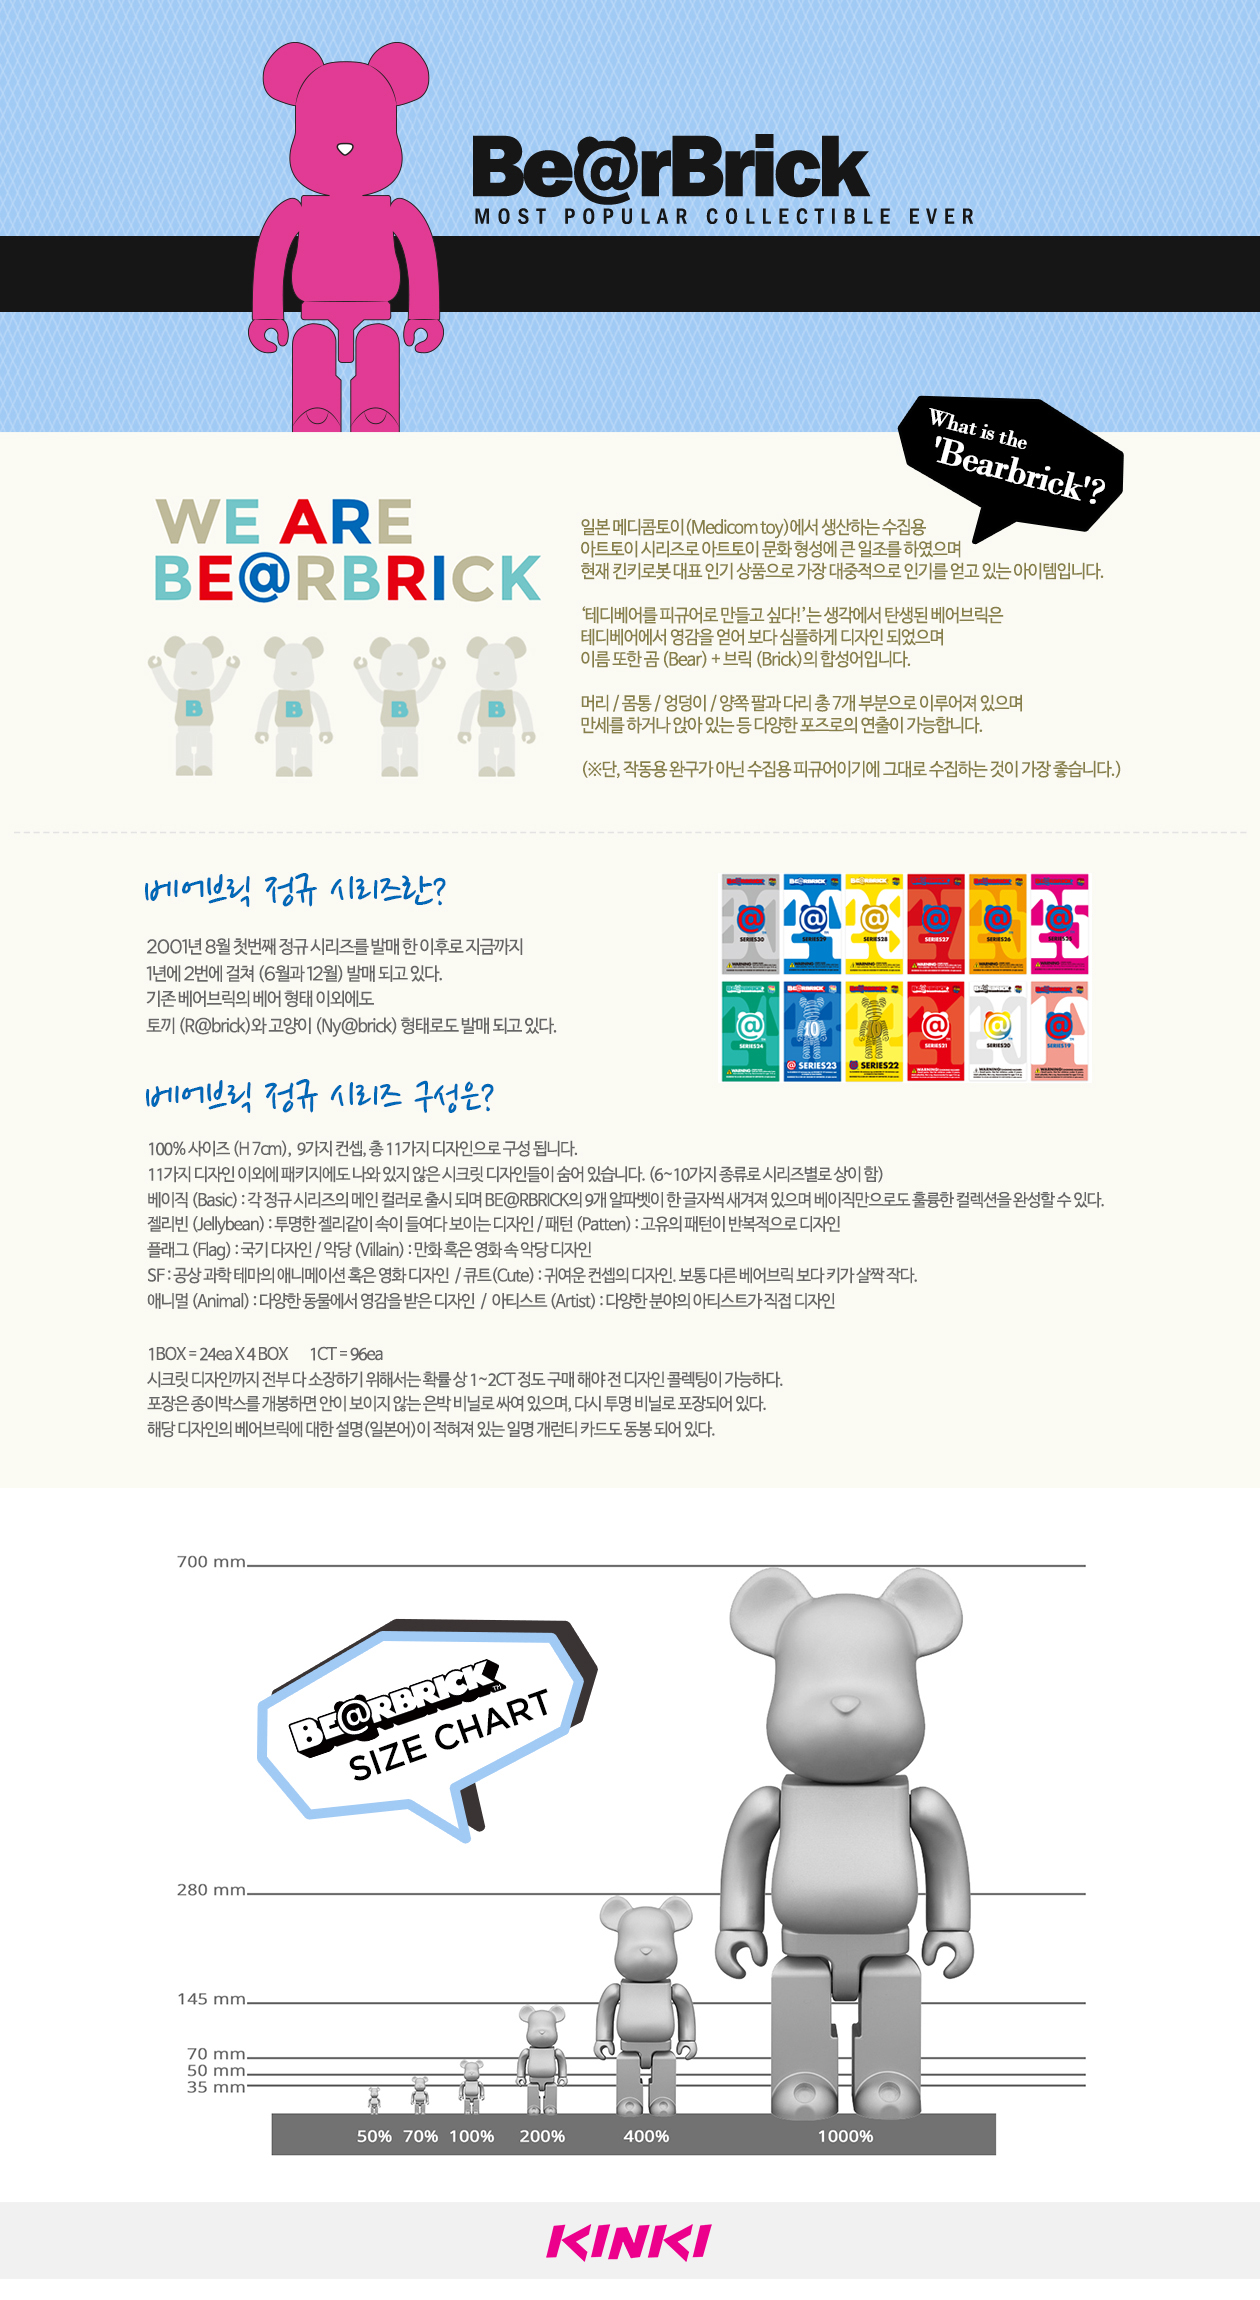 Be@rBrick
MOST POPULAR COLLECTIBLE EVER
What is the
'Bearbrick'?
WE ARE
BE@RBRICK
B B B B
일본 메디콤토이(Medicom toy)에서 생산하는 수집용
아트토이 시리즈로 아트토이 문화 형성에 큰 일조를 하였으며
현재 킨키로봇 대표 인기 상품으로 가장 대중적으로 인기를 얻고 있는 아이템입니다.
‘테디베어를 피규어로 만들고 싶다!’는 생각에서 탄생된 베어브릭은
테디베어에서 영감을 얻어 보다 심플하게 디자인 되었으며
이름 또한 곰 (Bear) + 브릭 (Brick)의 합성어입니다.
머리 / 몸통 / 엉덩이 / 양쪽 팔과 다리 총 7개 부분으로 이루어져 있으며
만세를 하거나 앉아 있는 등 다양한 포즈로의 연출이 가능합니다.
(※단, 작동용 완구가 아닌 수집용 피규어이기에 그대로 수집하는 것이 가장 좋습니다.)
베어브릭 정규 시리즈란?
2001년 8월 첫번째 정규 시리즈를 발매 한 이후로 지금까지
1년에 2번에 걸쳐 (6월과 12월) 발매 되고 있다.
기존 베어브릭의 베어 형태 이외에도
토끼 (R@brick)와 고양이 (Ny@brick) 형태로도 발매 되고 있다.
BE@RBRICK BE@RBRICK BE@RBRICK BE@RBRICK BE@RBRICK BE@RBRICK
SERIES30 SERIES29 SERIES28 SERIES27 SERIES26 SERIES25
WARNING WARNING WARNING WARNING WARNING WARNING
BE@RBRICK BE@RBRICK BE@RBRICK BE@RBRICK BE@RBRICK BE@RBRICK
SERIES24 SERIES23 SERIES22 SERIES21 SERIES20 SERIES19
베어브릭 정규 시리즈 구성은?
100% 사이즈 (H 7cm), 9가지 컨셉, 총 11가지 디자인으로 구성 됩니다.
11가지 디자인 이외에 패키지에도 나와 있지 않은 시크릿 디자인들이 숨어 있습니다. (6~10가지 종류로 시리즈별로 상이 함)
베이직 (Basic) : 각 정규 시리즈의 메인 컬러로 출시 되며 BE@RBRICK의 9개 알파벳이 한 글자씩 새겨져 있으며 베이직만으로도 훌륭한 컬렉션을 완성할 수 있다.
젤리빈 (Jellybean) : 투명한 젤리같이 속이 들여다 보이는 디자인 / 패턴 (Patten) : 고유의 패턴이 반복적으로 디자인
플래그 (Flag) : 국기 다자인 / 악당 (Villain) : 만화 혹은 영화 속 악당 디자인
SF : 공상 과학 테마의 애니메이션 혹은 영화 디자인 / 큐트(Cute) : 귀여운 컨셉의 디자인. 보통 다른 베어브릭 보다 키가 살짝 작다.
애니멀 (Animal) : 다양한 동물에서 영감을 받은 디자인 / 아티스트 (Artist) : 다양한 분야의 아티스트가 직접 디자인
1BOX = 24ea X 4 BOX 1CT = 96ea
시크릿 디자인까지 전부 다 소장하기 위해서는 확률 상 1~2CT 정도 구매 해야 전 디자인 콜렉팅이 가능하다.
포장은 종이박스를 개봉하면 안이 보이지 않는 은박 비닐로 싸여 있으며, 다시 투명 비닐로 포장되어 있다.
해당 디자인의 베어브릭에 대한 설명(일본어)이 적혀져 있는 일명 개런티 카드도 동봉 되어 있다.
700 mm
BE@RBRICK™
SIZE CHART
280 mm
145 mm
70 mm
50 mm
35 mm
50% 70% 100% 200% 400% 1000%
KINKI